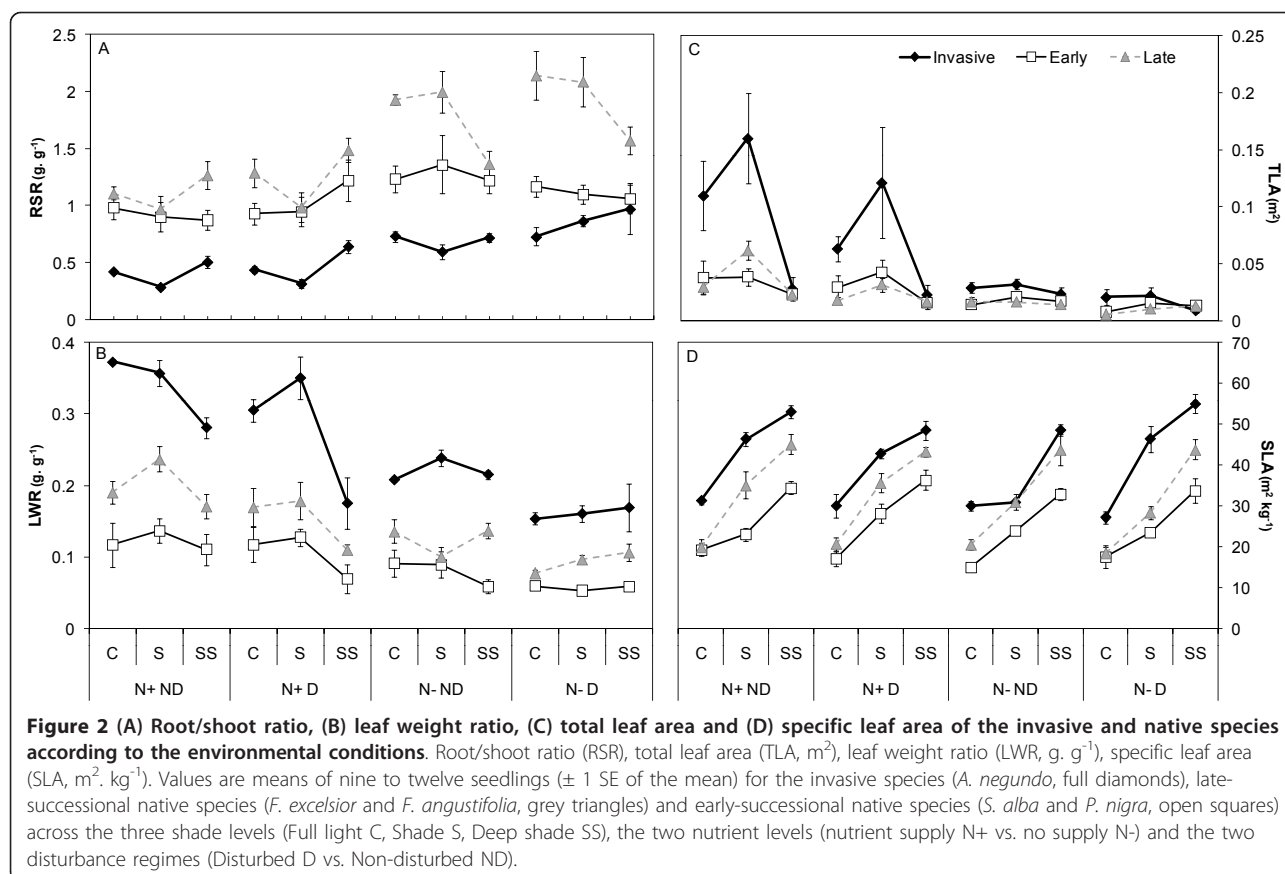 A
RSR (g. g-1)
2.5
2
1.5
1
0.5
0
C
Invasive Early Late
0.25
0.2
0.15
0.1
0.05
0
TLA (m2)
B
LWR (g. g-1)
0.4
0.3
0.2
0.1
0
D
70
60
50
40
30
20
10
0
SLA (m2 kg-1)
C S SS C S SS C S SS C S SS
N+ ND N+ D N- ND N- D
C S SS C S SS C S SS C S SS
N+ ND N+ D N- ND N- D
Figure 2 (A) Root/shoot ratio, (B) leaf weight ratio, (C) total leaf area and (D) specific leaf area of the invasive and native species
according to the environmental conditions. Root/shoot ratio (RSR), total leaf area (TLA, m2), leaf weight ratio (LWR, g. g-1), specific leaf area
(SLA, m2. kg-1). Values are means of nine to twelve seedlings (± 1 SE of the mean) for the invasive species (A. negundo, full diamonds), late-
successional native species (F. excelsior and F. angustifolia, grey triangles) and early-successional native species (S. alba and P. nigra, open squares)
across the three shade levels (Full light C, Shade S, Deep shade SS), the two nutrient levels (nutrient supply N+ vs. no supply N-) and the two
disturbance regimes (Disturbed D vs. Non-disturbed ND).